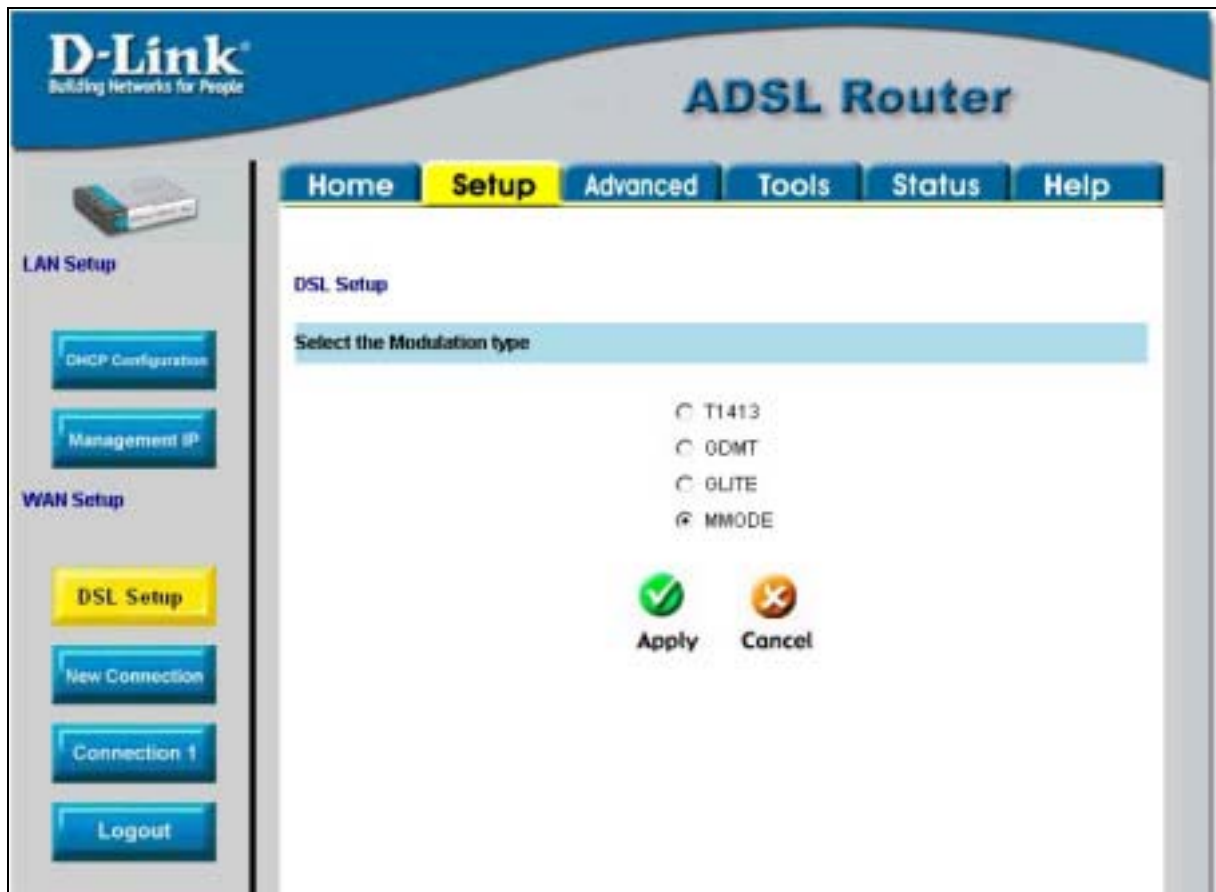 D-Link
Building Networks for People
ADSL Router
Home Setup Advanced Tools Status Help
LAN Setup
DHCP Configuration
Management IP
WAN Setup
DSL Setup
New Connection
Connection 1
Logout
DSL Setup
Select the Modulation type
T1413
GDMT
GLITE
MMODE
Apply Cancel